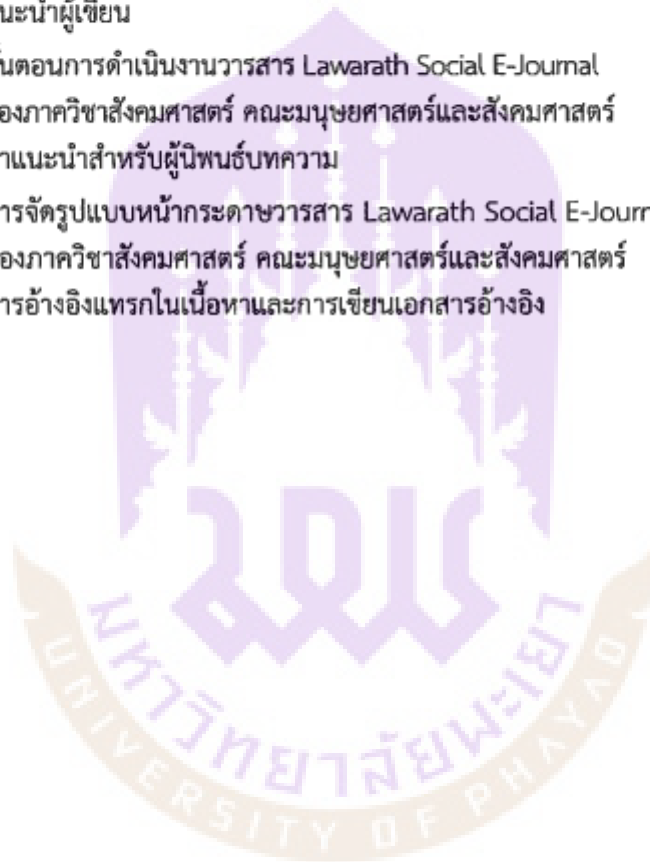 นะนำผู้เขียน
ั้นตอนการดำเนินงานวารสาร Lawarath Social E-Journal
องภาควิชาสังคมศาสตร์ คณะมนุษยศาสตร์และสังคมศาสตร์
ำแนะนำสำหรับผู้นิพนธ์บทความ
ารจัดรูปแบบหน้ากระดาษวารสาร Lawarath Social E-Journ
องภาควิชาสังคมศาสตร์ คณะมนุษยศาสตร์และสังคมศาสตร์
ารอ้างอิงแทรกในเนื้อหาและการเขียนเอกสารอ้างอิง
มหาวิทยาลัยพะเยา
UNIVERSITY OF PHAYAO